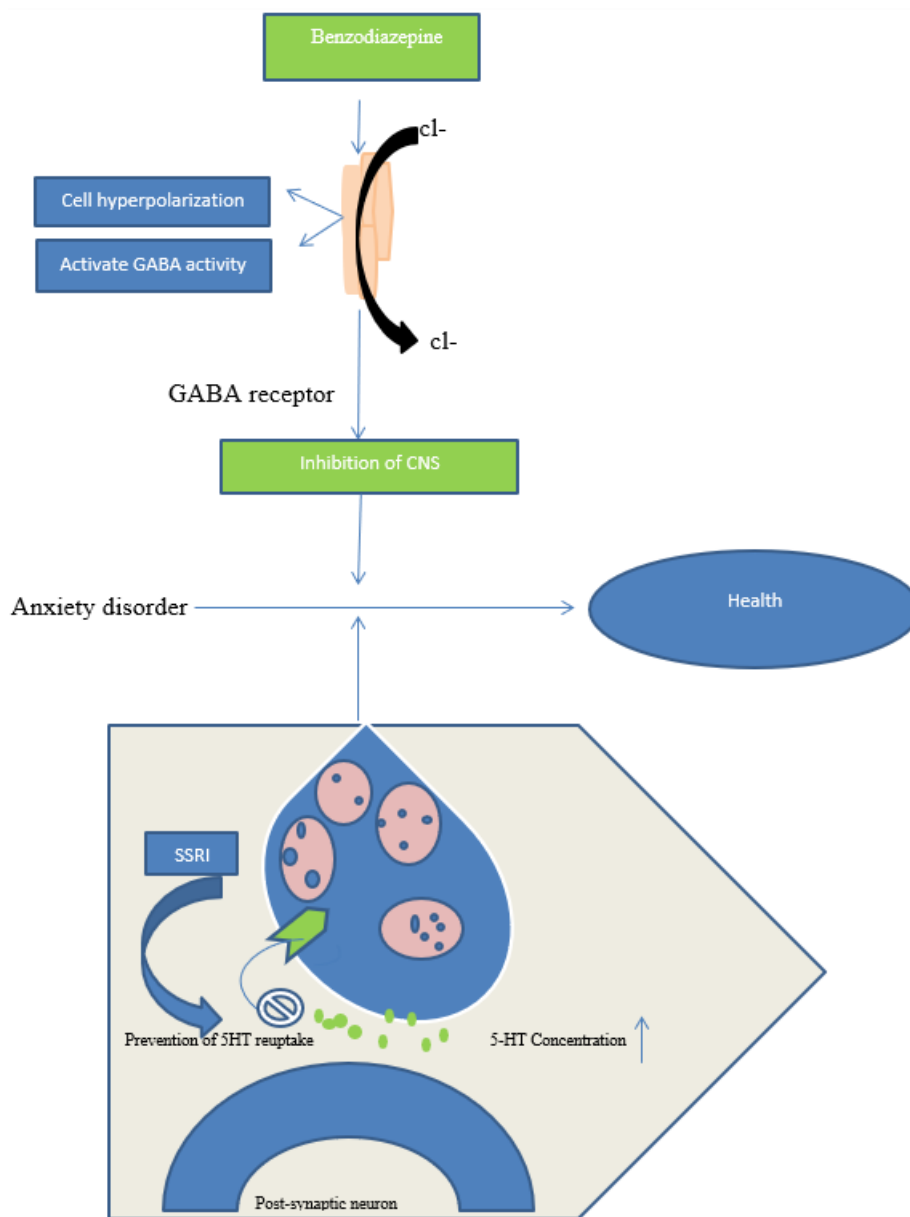 Benzodiazepine
cl-
Cell hyperpolarization
Activate GABA activity
cl-
GABA receptor
Inhibition of CNS
Anxiety disorder
Health
SSRI
Prevention of 5HT reuptake
5-HT Concentration
Post-synaptic neuron